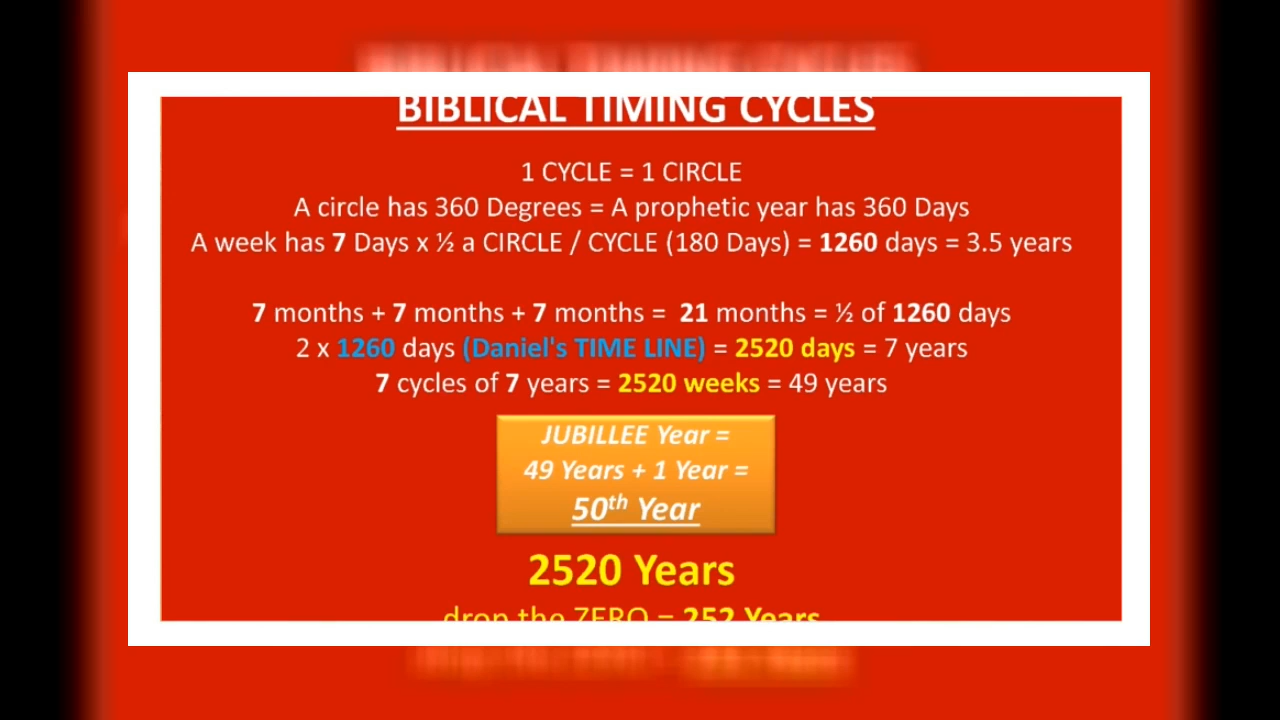 BIBLICAL TIMING CYCLES
1 CYCLE = 1 CIRCLE
A circle has 360 Degrees = A prophetic year has 360 Days
A week has 7 Days x ½ a CIRCLE / CYCLE (180 Days) = 1260 days = 3.5 years
7 months + 7 months + 7 months = 21 months = ½ of 1260 days
2 x 1260 days (Daniel's TIME LINE) = 2520 days = 7 years
7 cycles of 7 years = 2520 weeks = 49 years
JUBILLEE Year =
49 Years + 1 Year =
50th Year
2520 Years
drop the ZERO = 252 Years